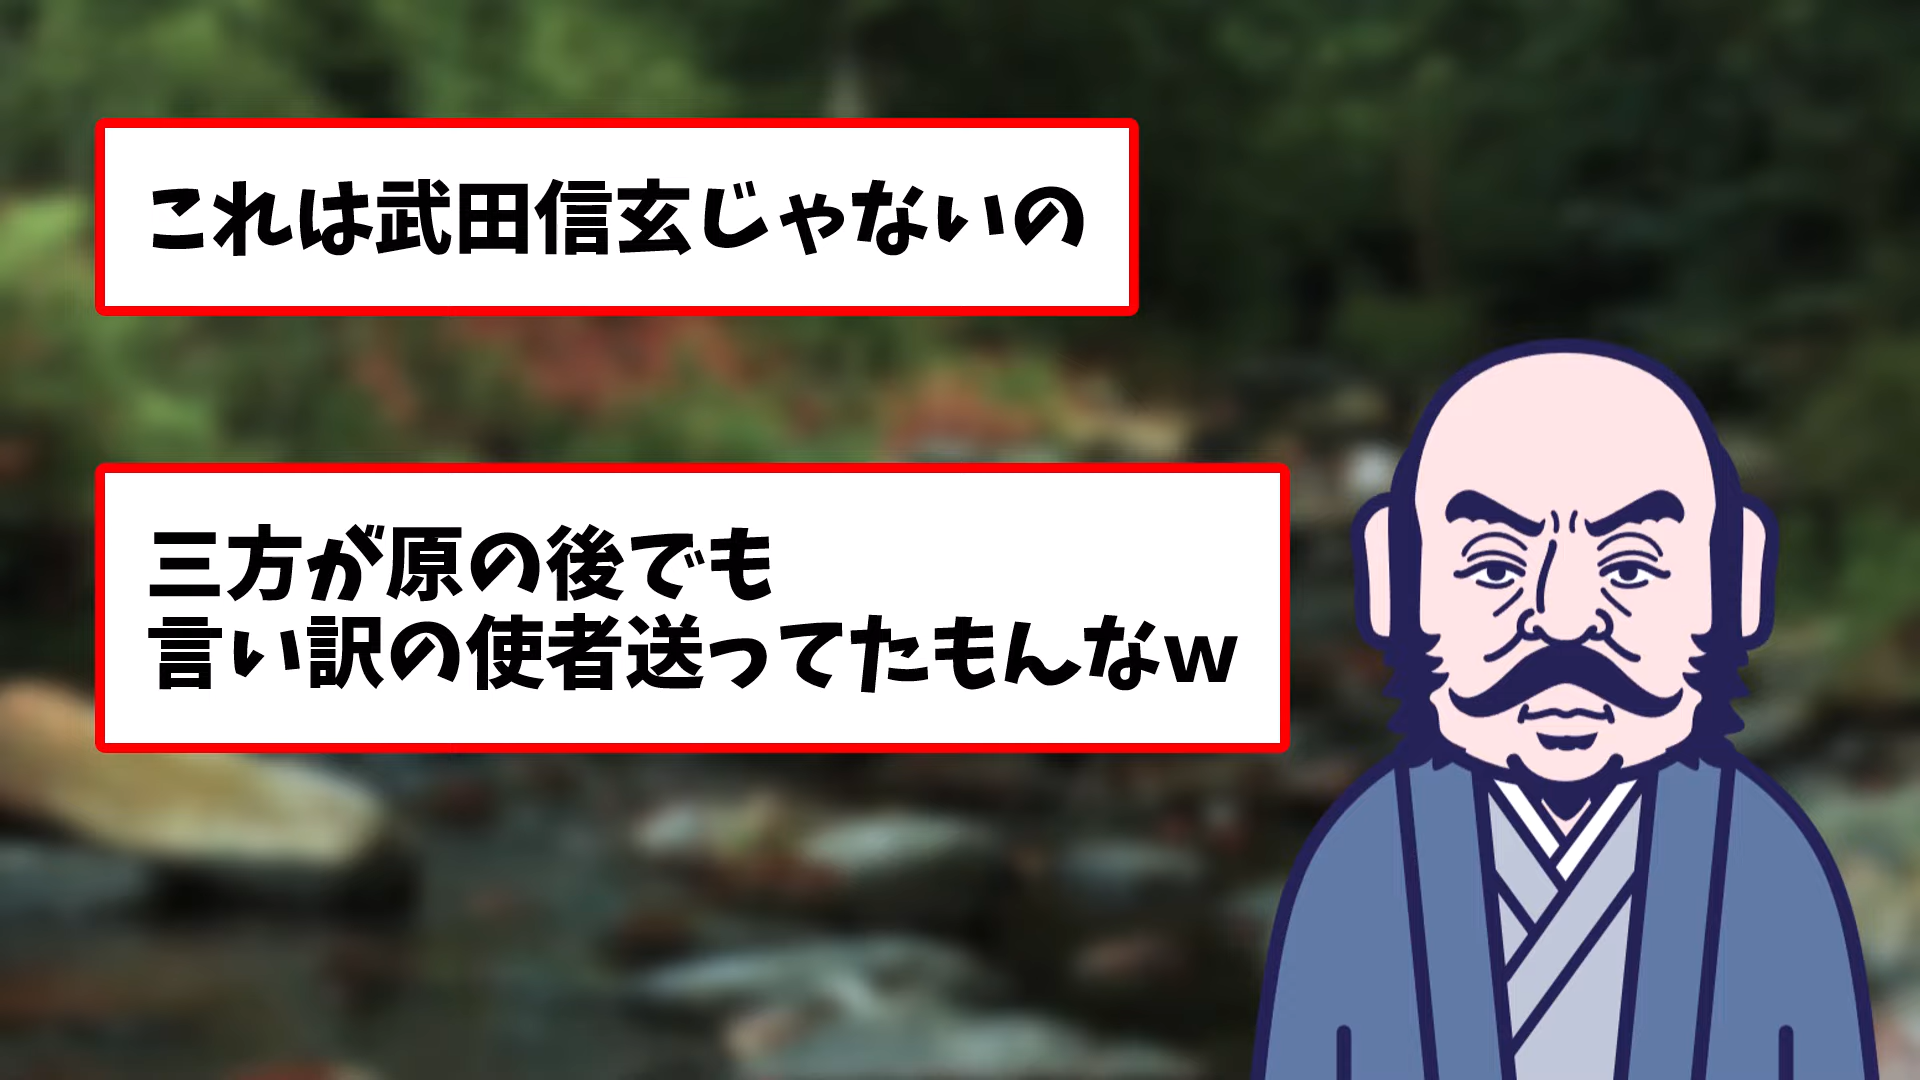 これは武田信玄じゃないの
三方が原の後でも
言い訳の使者送ってたもんなw